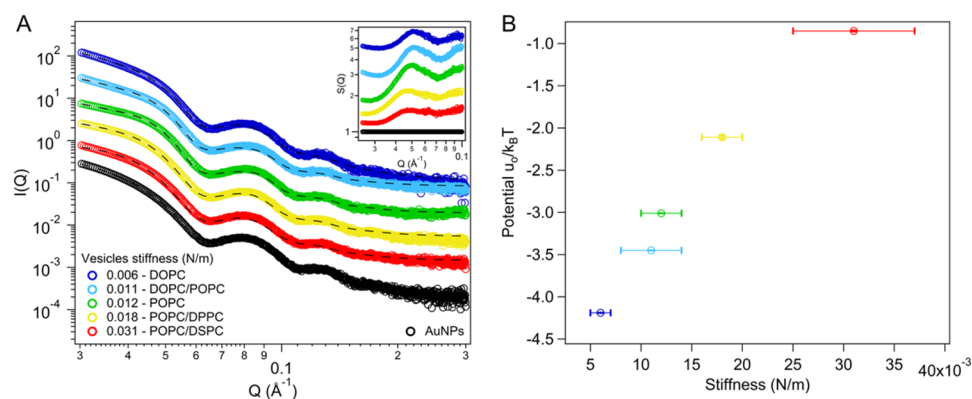 A
I(Q)
10²
10¹
10⁰
10⁻¹
10⁻²
10⁻³
10⁻⁴
Vesicles stiffness (N/m)
0.006 - DOPC
0.011 - DOPC/POPC
0.012 - POPC
0.018 - POPC/DPPC
0.031 - POPC/DSPC
AuNPs
3 4 5 6 7 8 9 0.1 2 3
Q (Å⁻¹)
S(Q)
7
6
5
4
3
2
1
3 4 5 6 7 8 0.1
Q (Å⁻¹)
B
Potential u₀/k_BT
-1.0
-1.5
-2.0
-2.5
-3.0
-3.5
-4.0
-4.5
5 10 15 20 25 30 35 40x10⁻³
Stiffness (N/m)